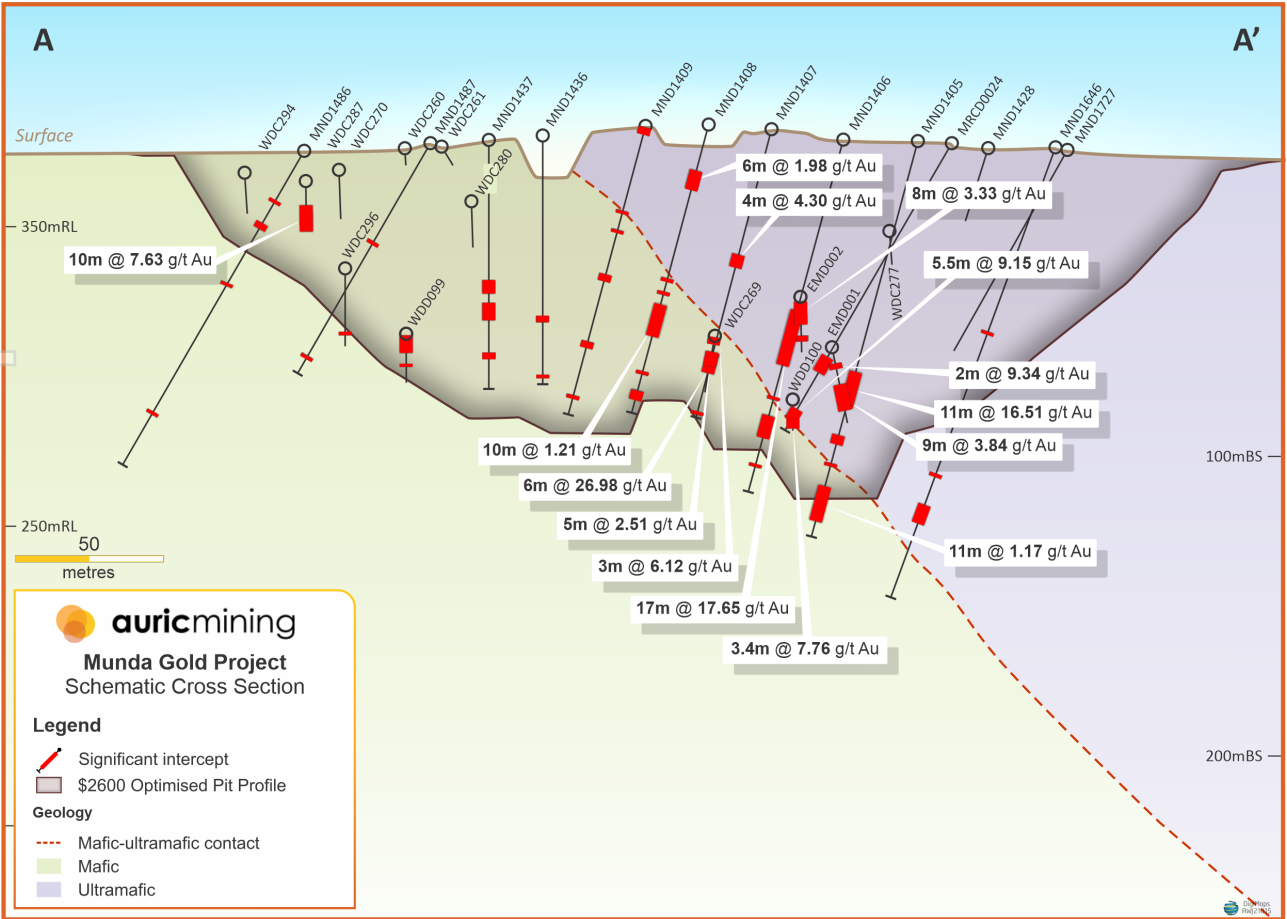 A
A'
Surface
WDC294
MND1486
WDC287
WDC270
WDC260
MND1487
WDC261
MND1437
WDC280
MND1436
MND1409
MND1408
MND1407
MND1406
MND1405
MRCD0024
MND1428
MND1646
MND1727
WDC296
WDD099
WDC269
EMD002
EMD001
WDD100
WDC277
6m @ 1.98 g/t Au
4m @ 4.30 g/t Au
8m @ 3.33 g/t Au
5.5m @ 9.15 g/t Au
10m @ 7.63 g/t Au
2m @ 9.34 g/t Au
11m @ 16.51 g/t Au
9m @ 3.84 g/t Au
10m @ 1.21 g/t Au
6m @ 26.98 g/t Au
5m @ 2.51 g/t Au
3m @ 6.12 g/t Au
17m @ 17.65 g/t Au
3.4m @ 7.76 g/t Au
11m @ 1.17 g/t Au
350mRL
250mRL
100mBS
200mBS
50
metres
auricmining
Munda Gold Project
Schematic Cross Section
Legend
Significant intercept
$2600 Optimised Pit Profile
Geology
Mafic-ultramafic contact
Mafic
Ultramafic
DigiMaps